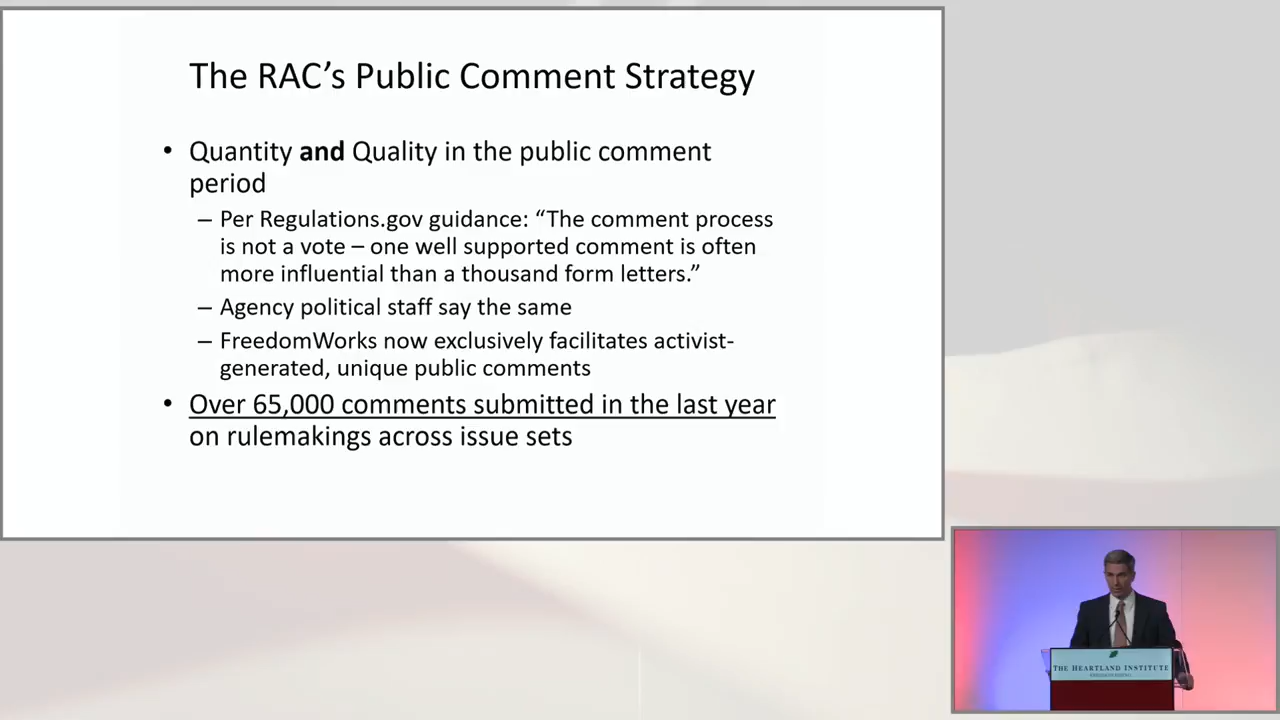 The RAC’s Public Comment Strategy
• Quantity and Quality in the public comment
period
– Per Regulations.gov guidance: “The comment process
is not a vote – one well supported comment is often
more influential than a thousand form letters.”
– Agency political staff say the same
– FreedomWorks now exclusively facilitates activist-
generated, unique public comments
• Over 65,000 comments submitted in the last year
on rulemakings across issue sets
THE HEARTLAND INSTITUTE